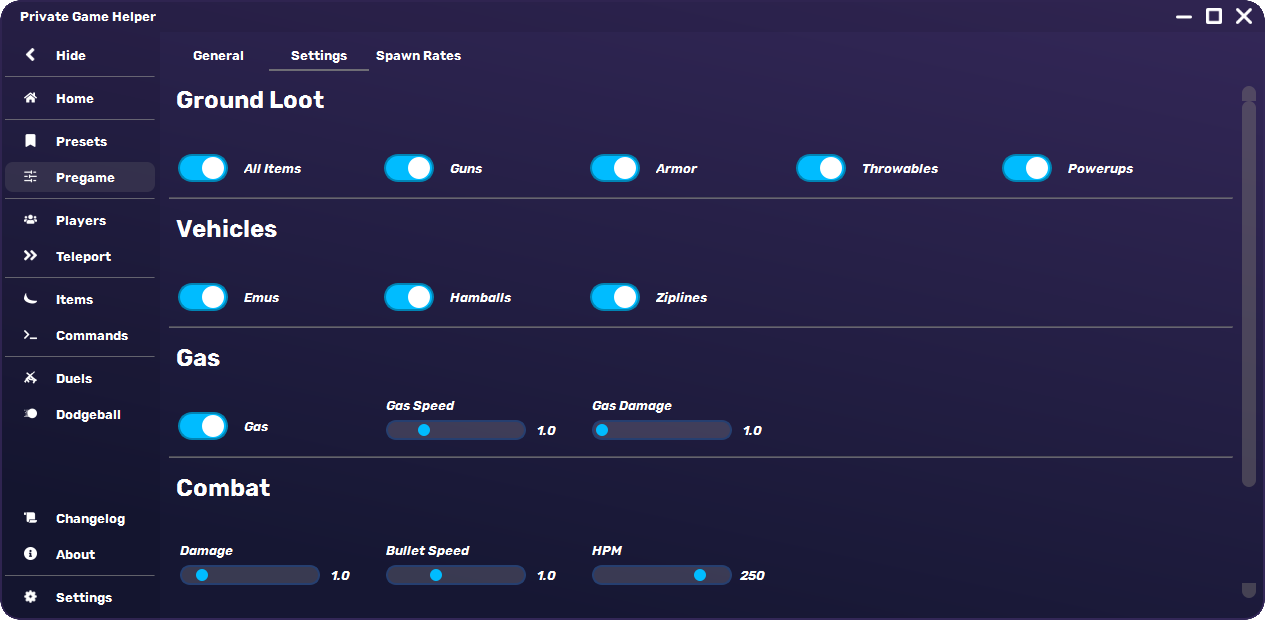 Private Game Helper
Hide
Home
Presets
Pregame
Players
Teleport
Items
Commands
Duels
Dodgeball
Changelog
About
Settings
General Settings Spawn Rates
Ground Loot
All Items Guns Armor Throwables Powerups
Vehicles
Emus Hamballs Ziplines
Gas
Gas Speed Gas Damage
Gas 1.0 1.0
Combat
Damage Bullet Speed HPM
1.0 1.0 250